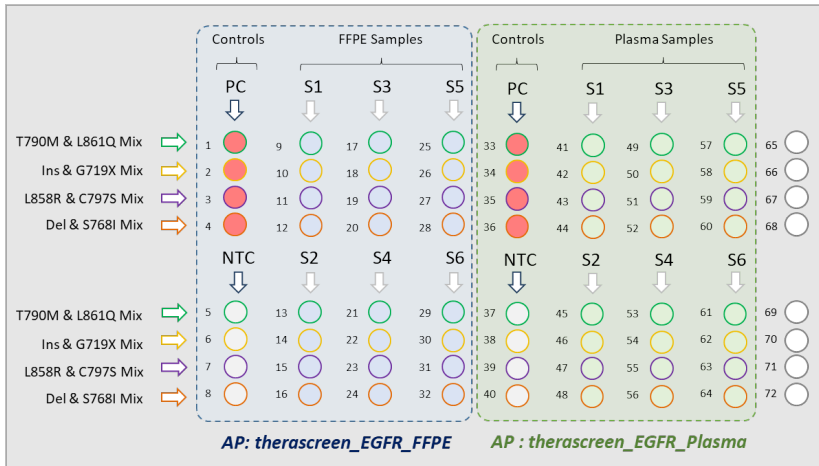 Controls FFPE Samples Controls Plasma Samples
PC S1 S3 S5 PC S1 S3 S5
T790M & L861Q Mix 1 9 17 25 33 41 49 57 65
Ins & G719X Mix 2 10 18 26 34 42 50 58 66
L858R & C797S Mix 3 11 19 27 35 43 51 59 67
Del & S768I Mix 4 12 20 28 36 44 52 60 68
NTC S2 S4 S6 NTC S2 S4 S6
T790M & L861Q Mix 5 13 21 29 37 45 53 61 69
Ins & G719X Mix 6 14 22 30 38 46 54 62 70
L858R & C797S Mix 7 15 23 31 39 47 55 63 71
Del & S768I Mix 8 16 24 32 40 48 56 64 72
AP: therascreen_EGFR_FFPE AP : therascreen_EGFR_Plasma